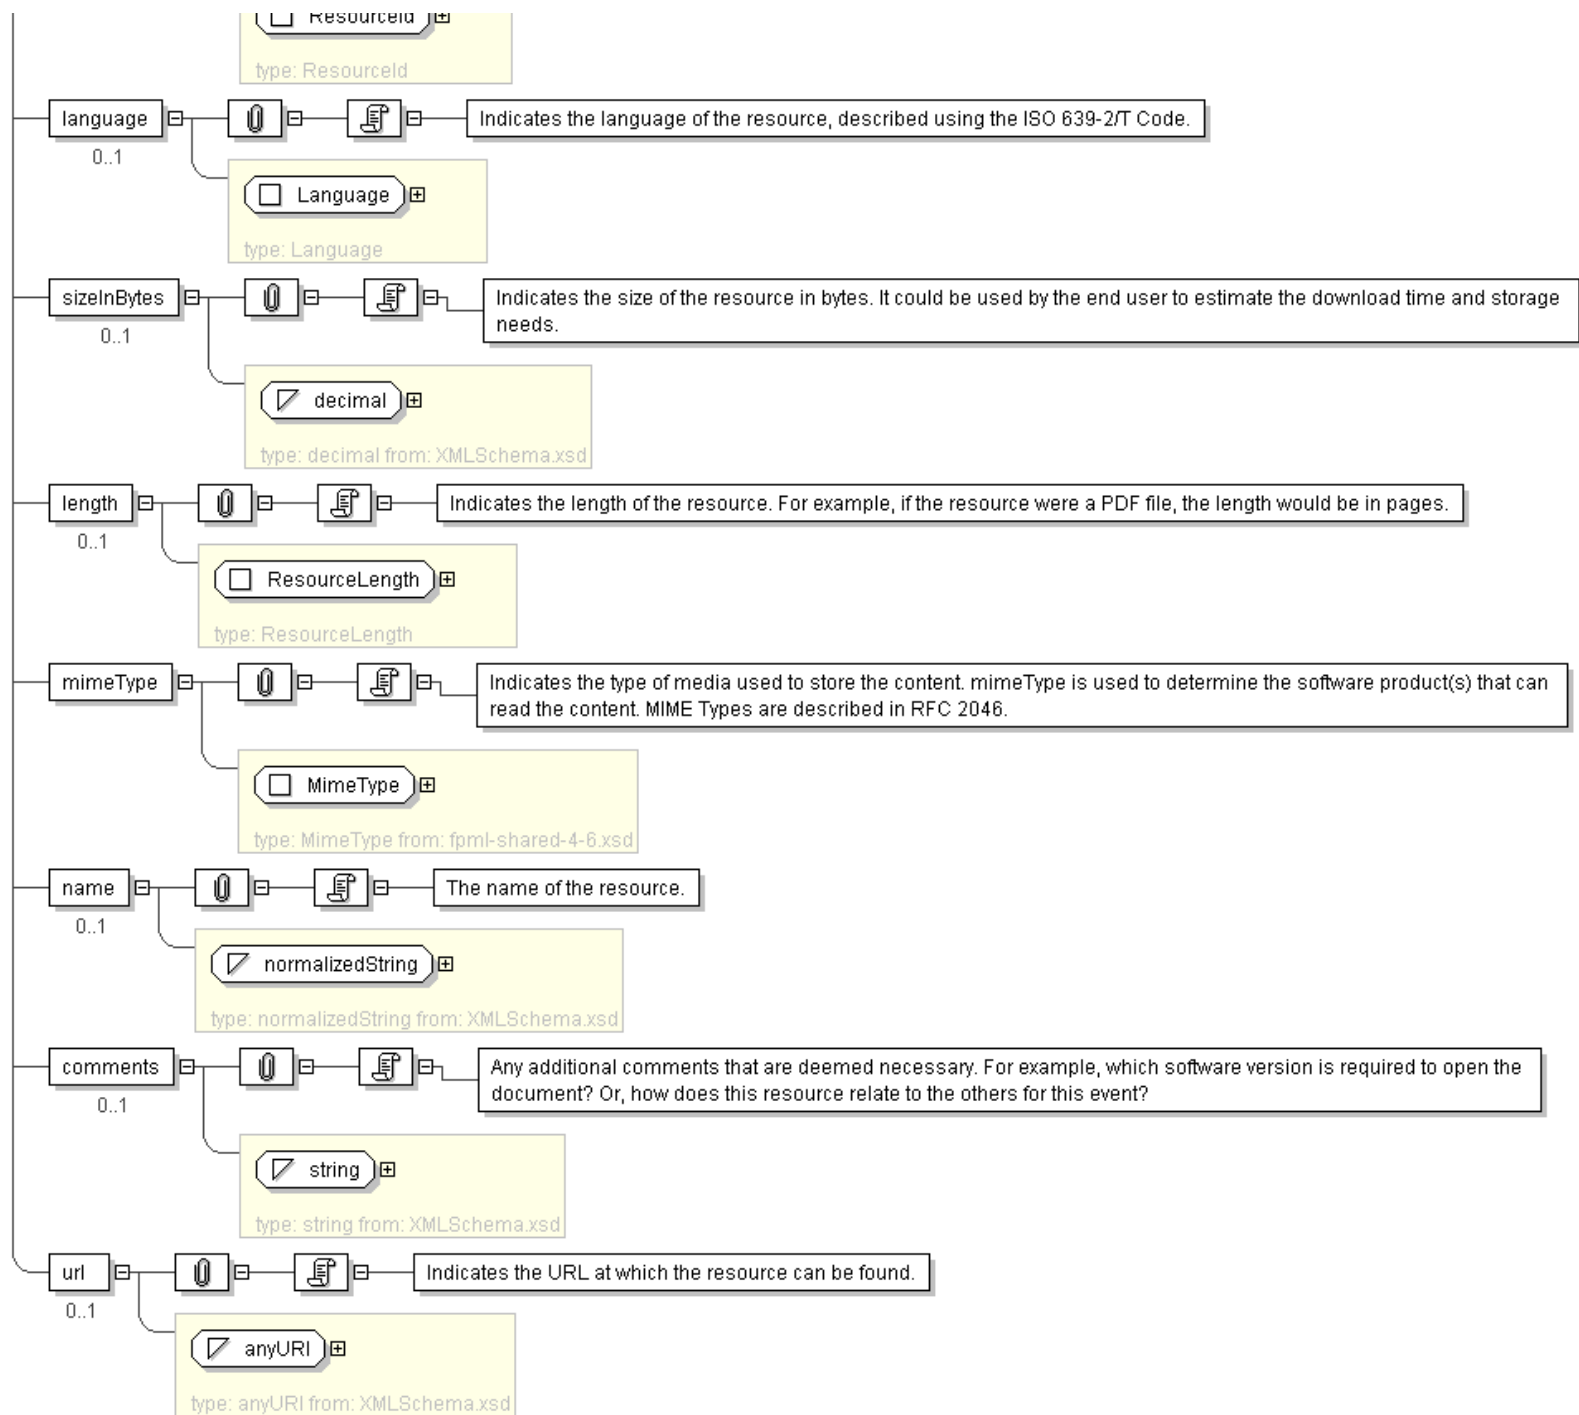 ResourceId
type: ResourceId
language
Indicates the language of the resource, described using the ISO 639-2/T Code.
0..1
Language
type: Language
sizeInBytes
Indicates the size of the resource in bytes. It could be used by the end user to estimate the download time and storage
needs.
0..1
decimal
type: decimal from: XMLSchema.xsd
length
Indicates the length of the resource. For example, if the resource were a PDF file, the length would be in pages.
0..1
ResourceLength
type: ResourceLength
mimeType
Indicates the type of media used to store the content. mimeType is used to determine the software product(s) that can
read the content. MIME Types are described in RFC 2046.
MimeType
type: MimeType from: fpml-shared-4-6.xsd
name
The name of the resource.
0..1
normalizedString
type: normalizedString from: XMLSchema.xsd
comments
Any additional comments that are deemed necessary. For example, which software version is required to open the
document? Or, how does this resource relate to the others for this event?
0..1
string
type: string from: XMLSchema.xsd
url
Indicates the URL at which the resource can be found.
0..1
anyURI
type: anyURI from: XMLSchema.xsd